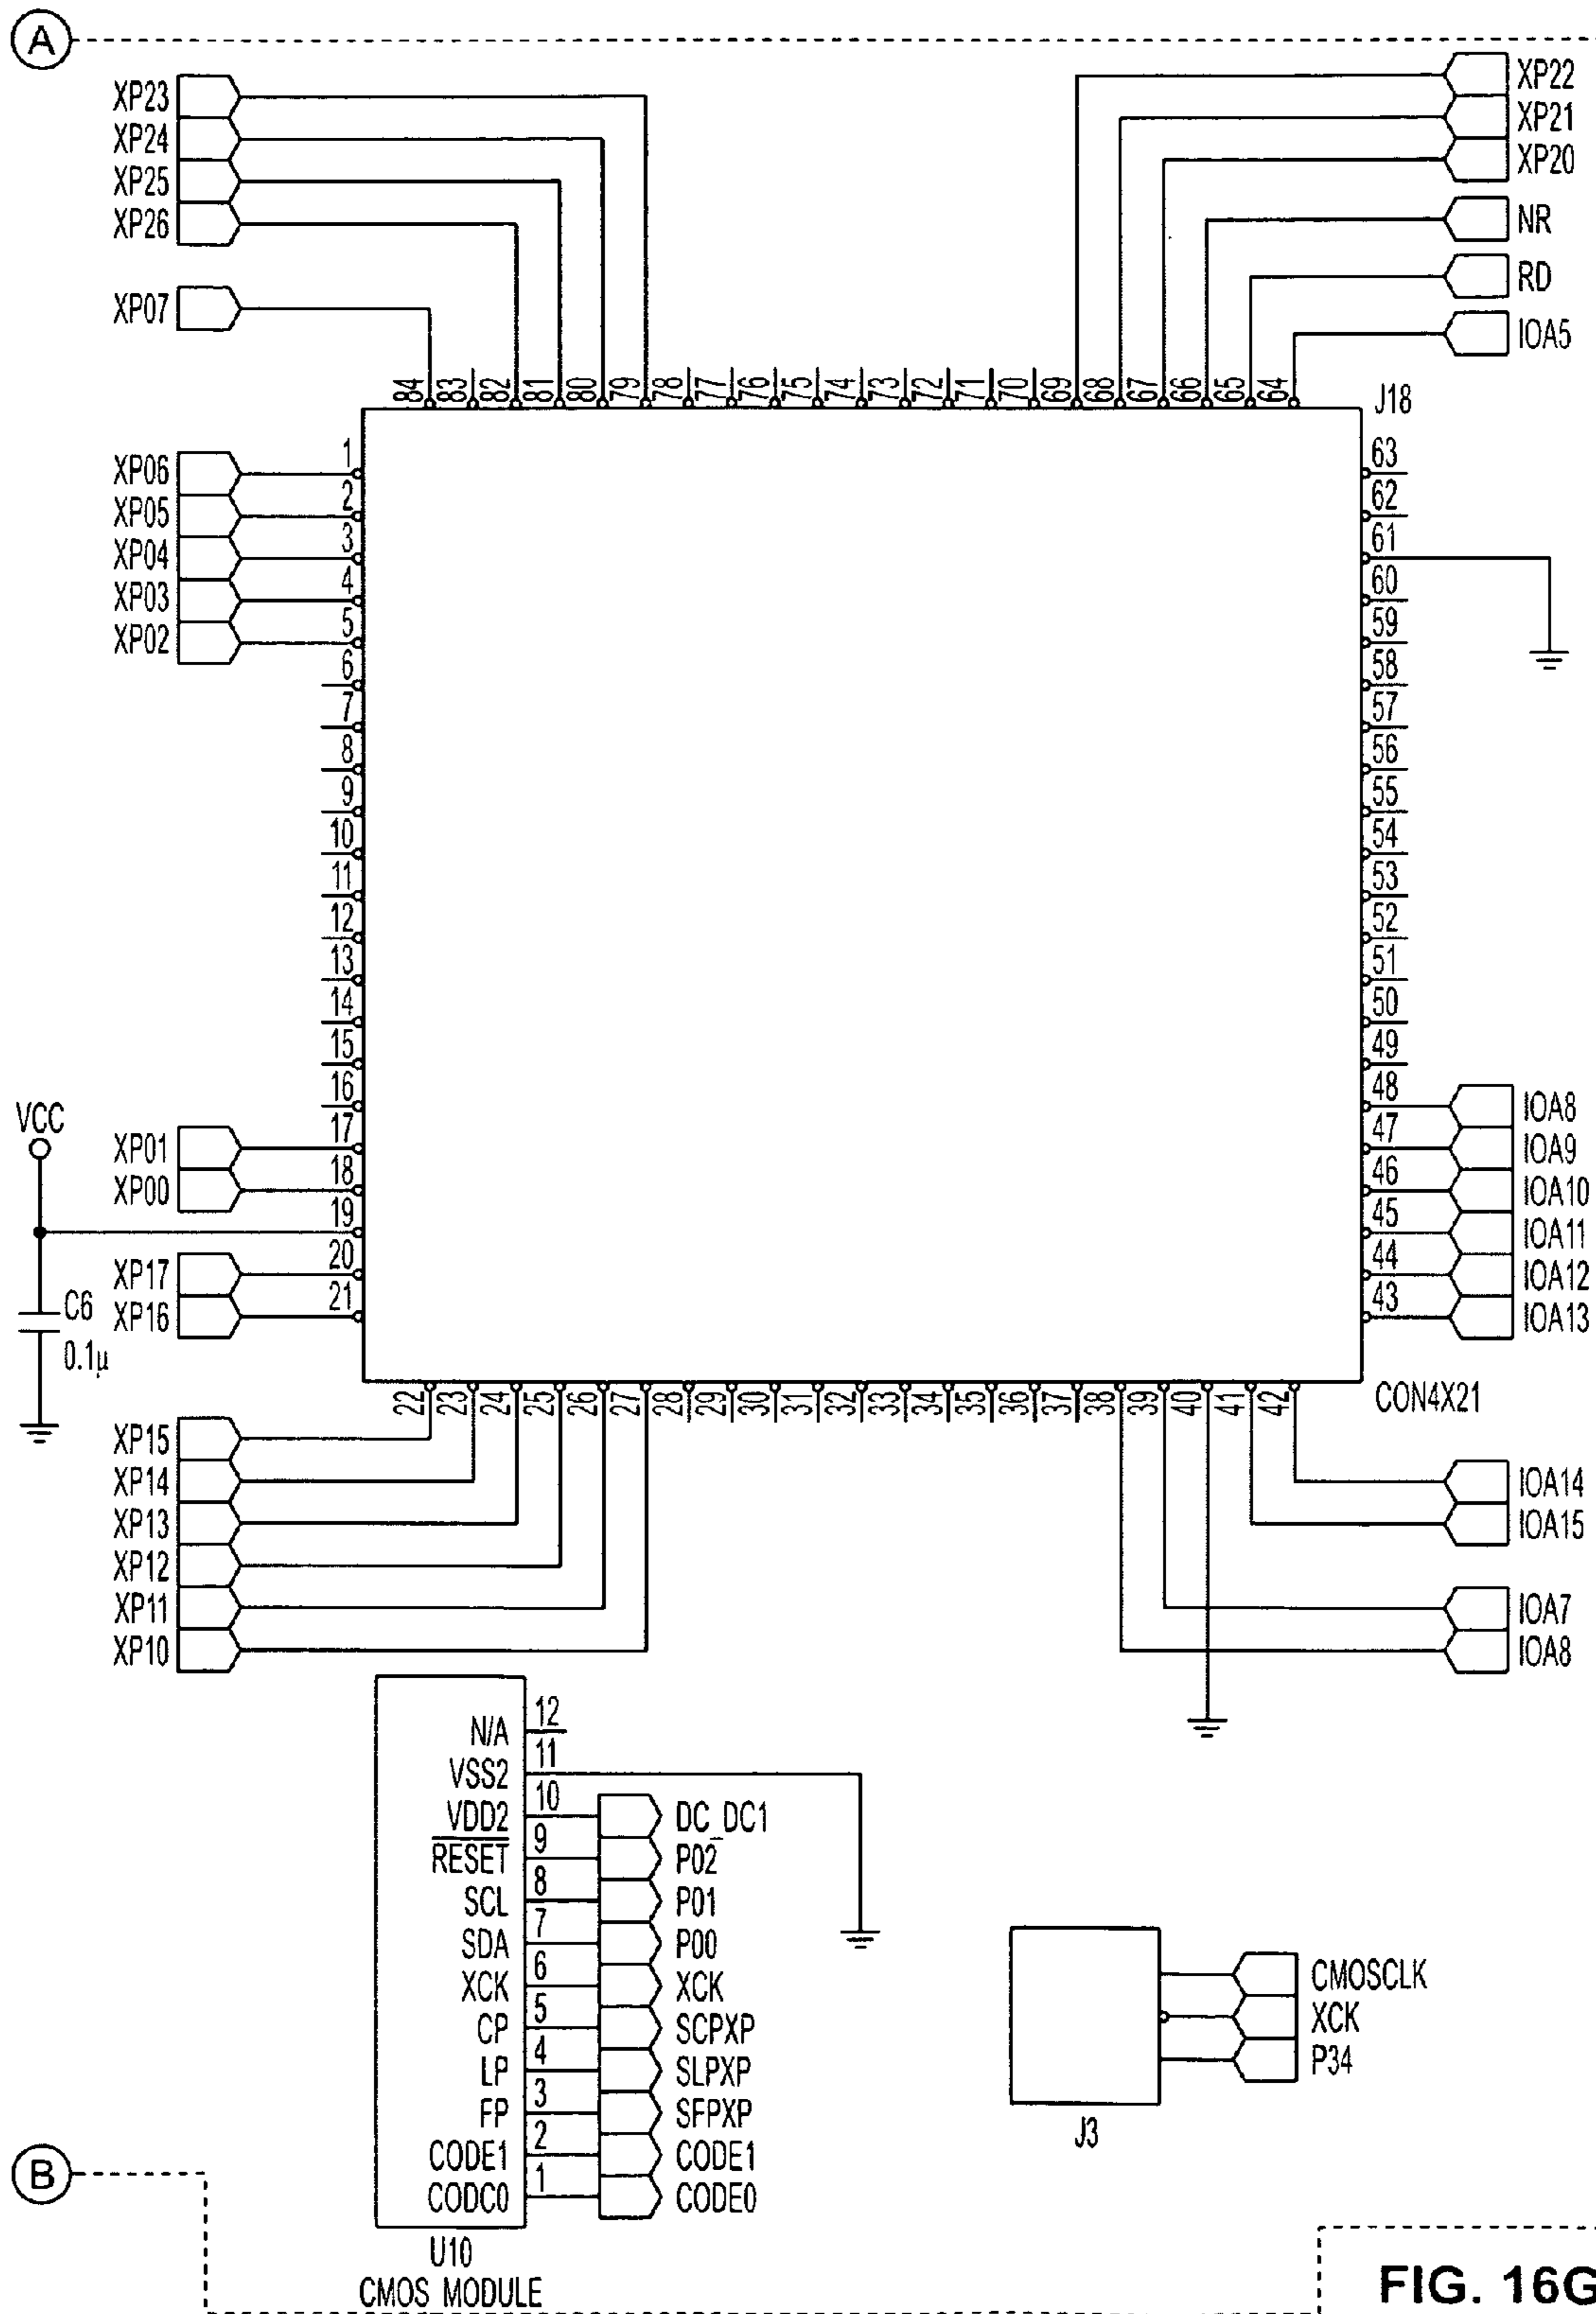 A
XP23
XP24
XP25
XP26
XP07
XP22
XP21
XP20
NR
RD
IOA5
84 83 82 81 80 79 78 77 76 75 74 73 72 71 70 69 68 67 66 65 64
J18
XP06 1
XP05 2
XP04 3
XP03 4
XP02 5
6
7
8
9
10
11
12
13
14
15
16
XP01 17
XP00 18
VCC
19
XP17 20
XP16 21
C6
0.1µ
63
62
61
60
59
58
57
56
55
54
53
52
51
50
49
48 IOA8
47 IOA9
46 IOA10
45 IOA11
44 IOA12
43 IOA13
22 23 24 25 26 27 28 29 30 31 32 33 34 35 36 37 38 39 40 41 42
CON4X21
XP15
XP14
XP13
XP12
XP11
XP10
IOA14
IOA15
IOA7
IOA8
N/A 12
VSS2 11
VDD2 10 DC_DC1
RESET 9 P02
SCL 8 P01
SDA 7 P00
XCK 6 XCK
CP 5 SCPXP
LP 4 SLPXP
FP 3 SFPXP
CODE1 2 CODE1
CODC0 1 CODE0
U10
CMOS MODULE
CMOSCLK
XCK
P34
J3
B
FIG. 16G